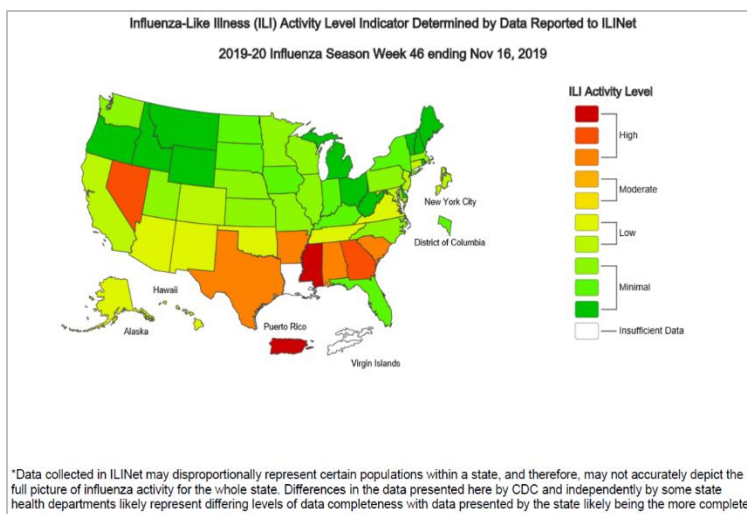 Influenza-Like Illness (ILI) Activity Level Indicator Determined by Data Reported to ILINet
2019-20 Influenza Season Week 46 ending Nov 16, 2019
ILI Activity Level
High
Moderate
Low
Minimal
Insufficient Data
New York City
District of Columbia
Hawaii
Alaska
Puerto Rico
Virgin Islands
*Data collected in ILINet may disproportionally represent certain populations within a state, and therefore, may not accurately depict the
full picture of influenza activity for the whole state. Differences in the data presented here by CDC and independently by some state
health departments likely represent differing levels of data completeness with data presented by the state likely being the more complete